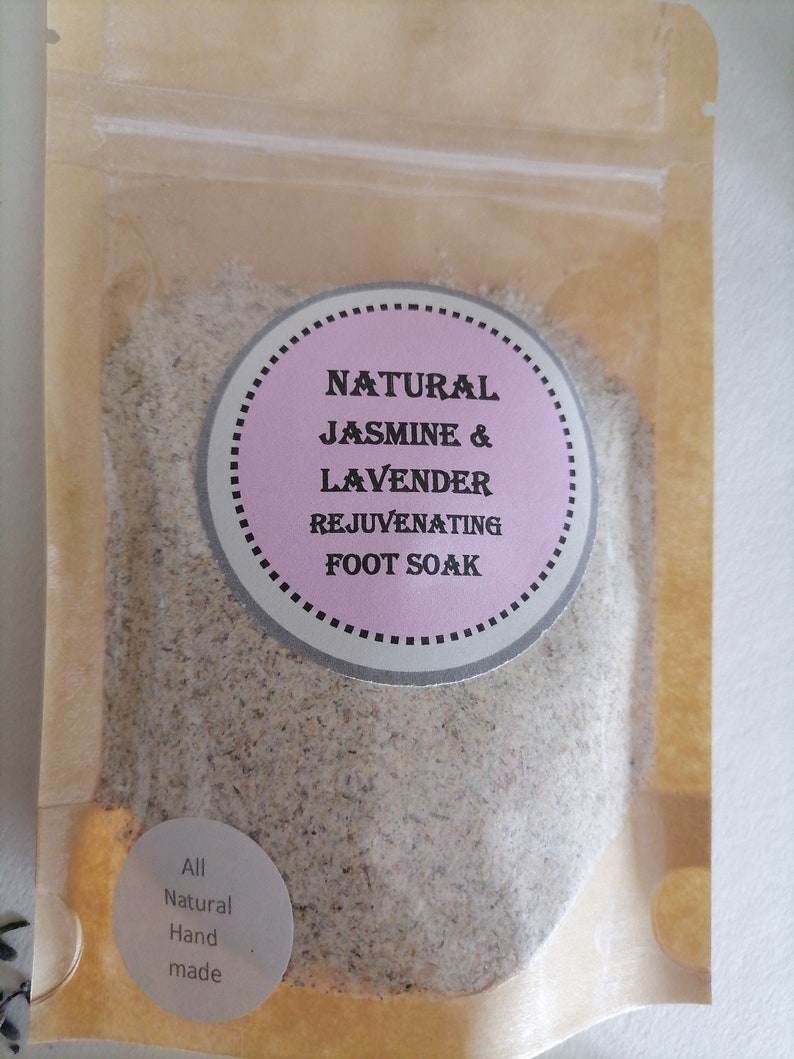 NATURAL
JASMINE &
LAVENDER
REJUVENATING
FOOT SOAK
All
Natural
Hand
made